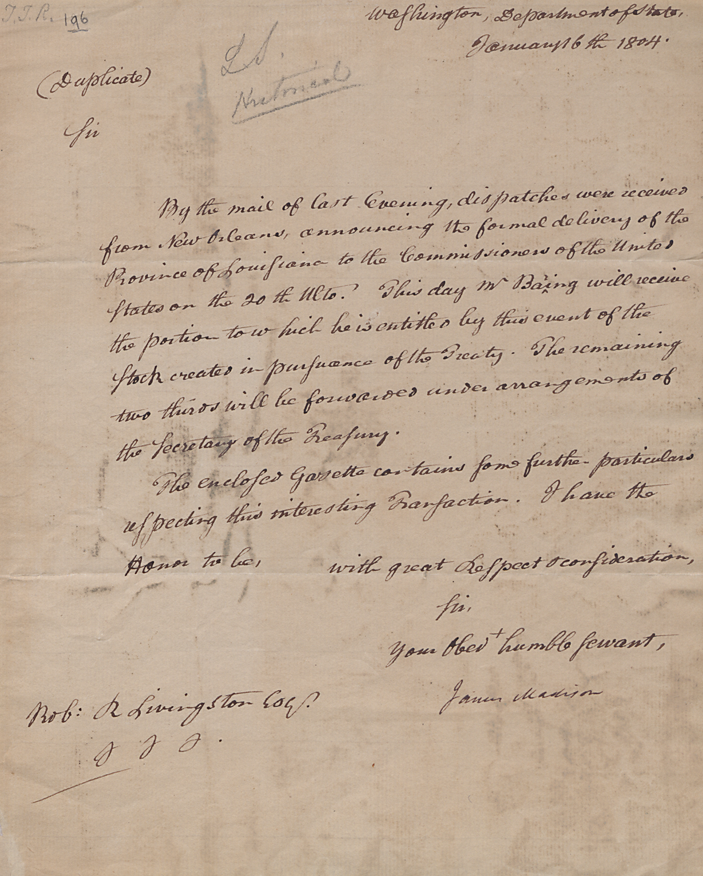 T.T.R. 196
Washington, Department of State,
January 16th 1804.
L.S.
Historical
(Duplicate)
Sir
By the mail of last Evening, dispatches were received
from New Orleans, announcing the formal delivery of the
Province of Louisiana to the Commissioners of the United
States on the 20th Ulto. This day Mr Baring will receive
the portion to which he is entitled by this event of the
Stock created in pursuance of the Treaty. The remaining
two thirds will be forwarded under arrangements of
the Secretary of the Treasury.
The enclosed Gazette contains some further particulars
respecting this interesting Transaction. I have the
Honor to be, with great Respect & consideration,
Sir,
Your Obedt humble servant,
James Madison
Rob: R Livingston Esqr.